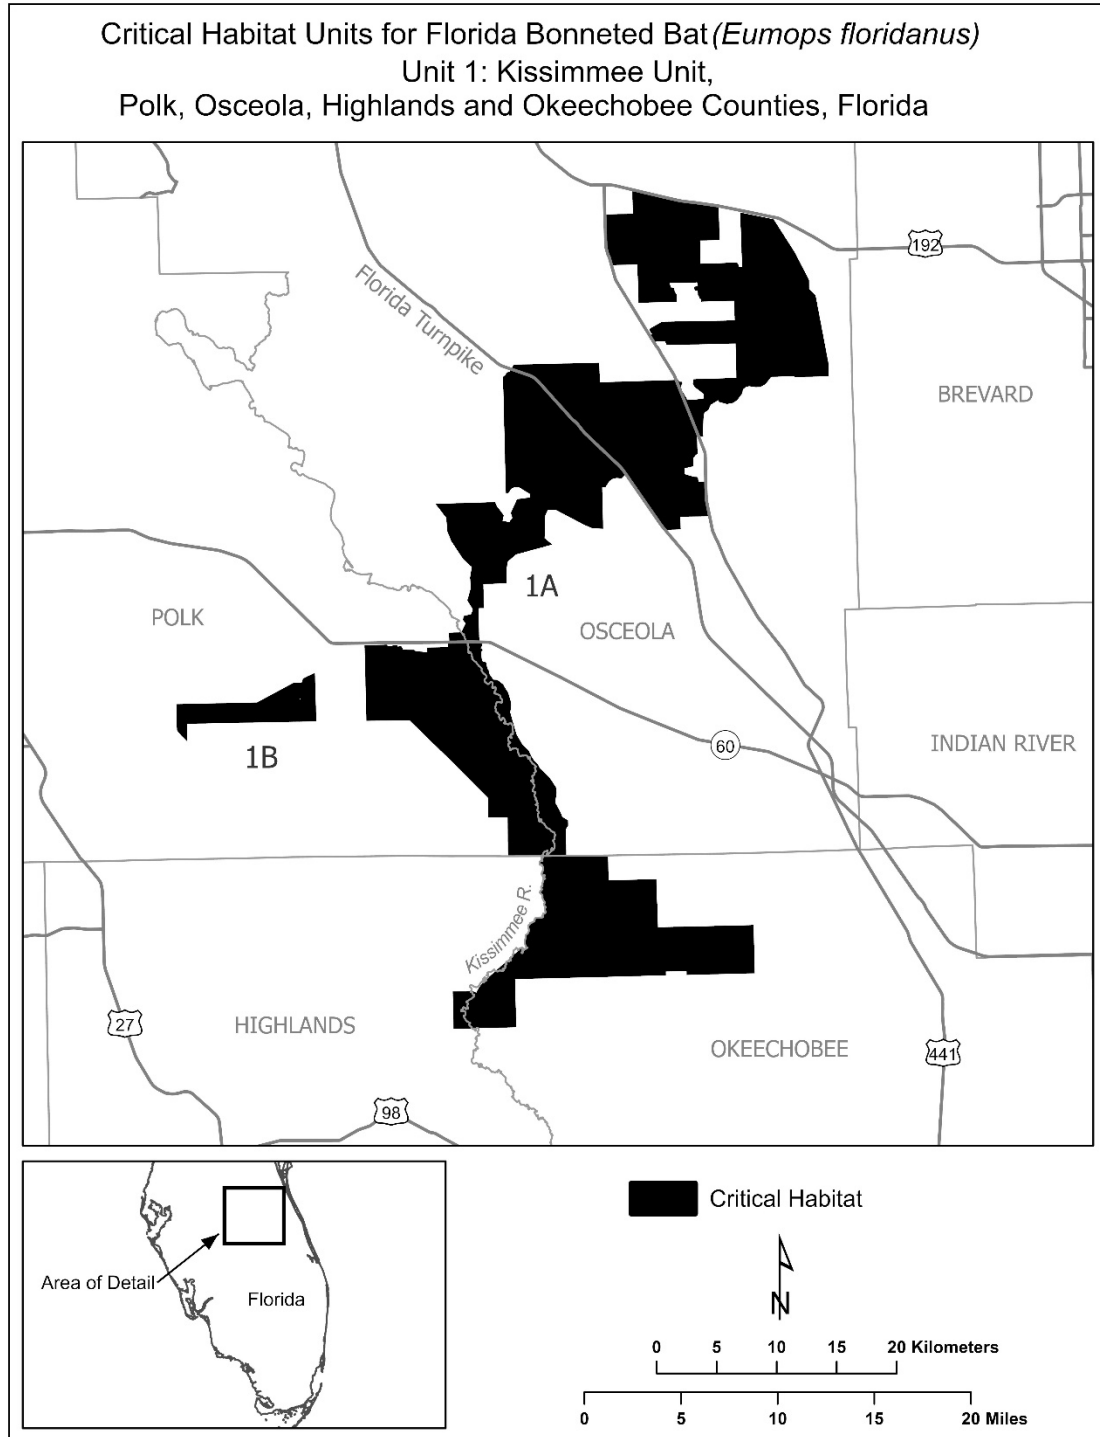 Critical Habitat Units for Florida Bonneted Bat (Eumops floridanus)
Unit 1: Kissimmee Unit,
Polk, Osceola, Highlands and Okeechobee Counties, Florida
192
Florida Turnpike
BREVARD
1A
POLK
OSCEOLA
1B
60
INDIAN RIVER
Kissimmee R.
27
HIGHLANDS
OKEECHOBEE
441
98
Area of Detail
Florida
Critical Habitat
N
0 5 10 15 20 Kilometers
0 5 10 15 20 Miles